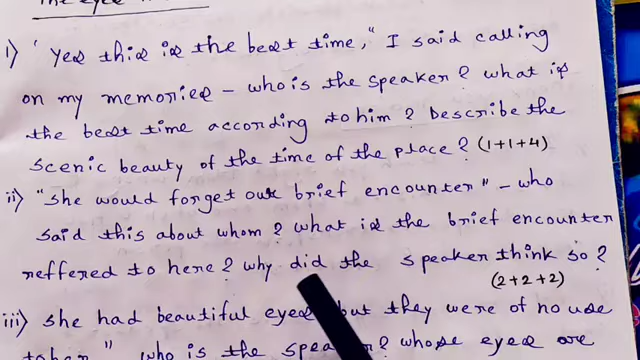 The eyes
i) "Yes this is the best time," I said calling
on my memories - who is the speaker? what is
the best time according to him? Describe the
scenic beauty of the time of the place? (1+1+4)
ii) "she would forget our brief encounter" - who
said this about whom? what is the brief encounter
reffered to here? why did the speaker think so?
(2+2+2)
iii) She had beautiful eyes but they were of no use
to her" who is the speaker? whose eyes are